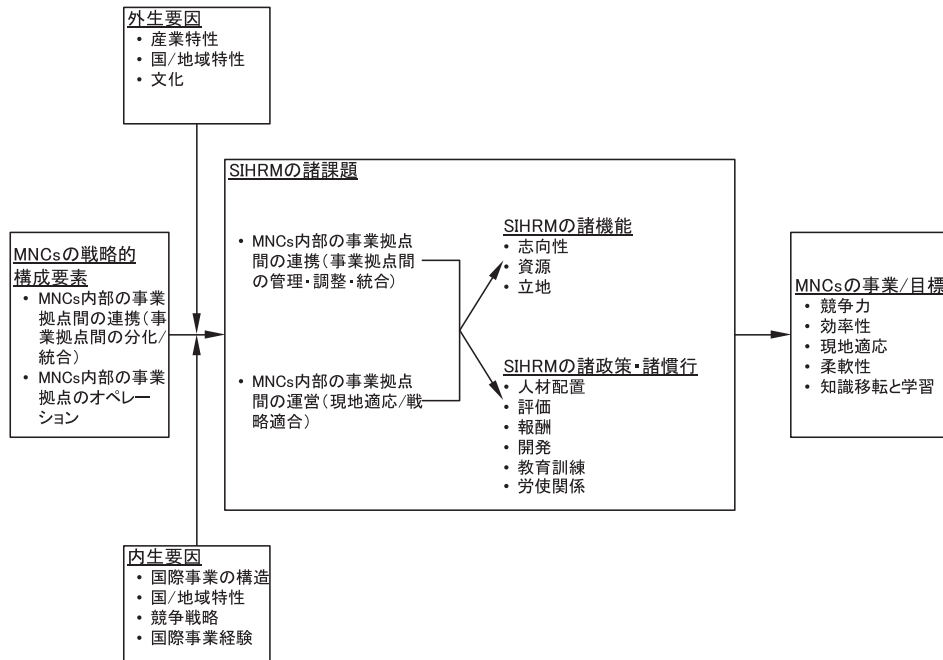 外生要因
• 産業特性
• 国/地域特性
• 文化
SIHRMの諸課題
MNCsの戦略的
構成要素
• MNCs内部の事業
拠点間の連携(事
業拠点間の分化/
統合)
• MNCs内部の事業
拠点のオペレー
ション
• MNCs内部の事業拠点
間の連携(事業拠点間
の管理・調整・統合)
• MNCs内部の事業拠点
間の運営(現地適応/戦
略適合)
SIHRMの諸機能
• 志向性
• 資源
• 立地
SIHRMの諸政策・諸慣行
• 人材配置
• 評価
• 報酬
• 開発
• 教育訓練
• 労使関係
MNCsの事業/目標
• 競争力
• 効率性
• 現地適応
• 柔軟性
• 知識移転と学習
内生要因
• 国際事業の構造
• 国/地域特性
• 競争戦略
• 国際事業経験